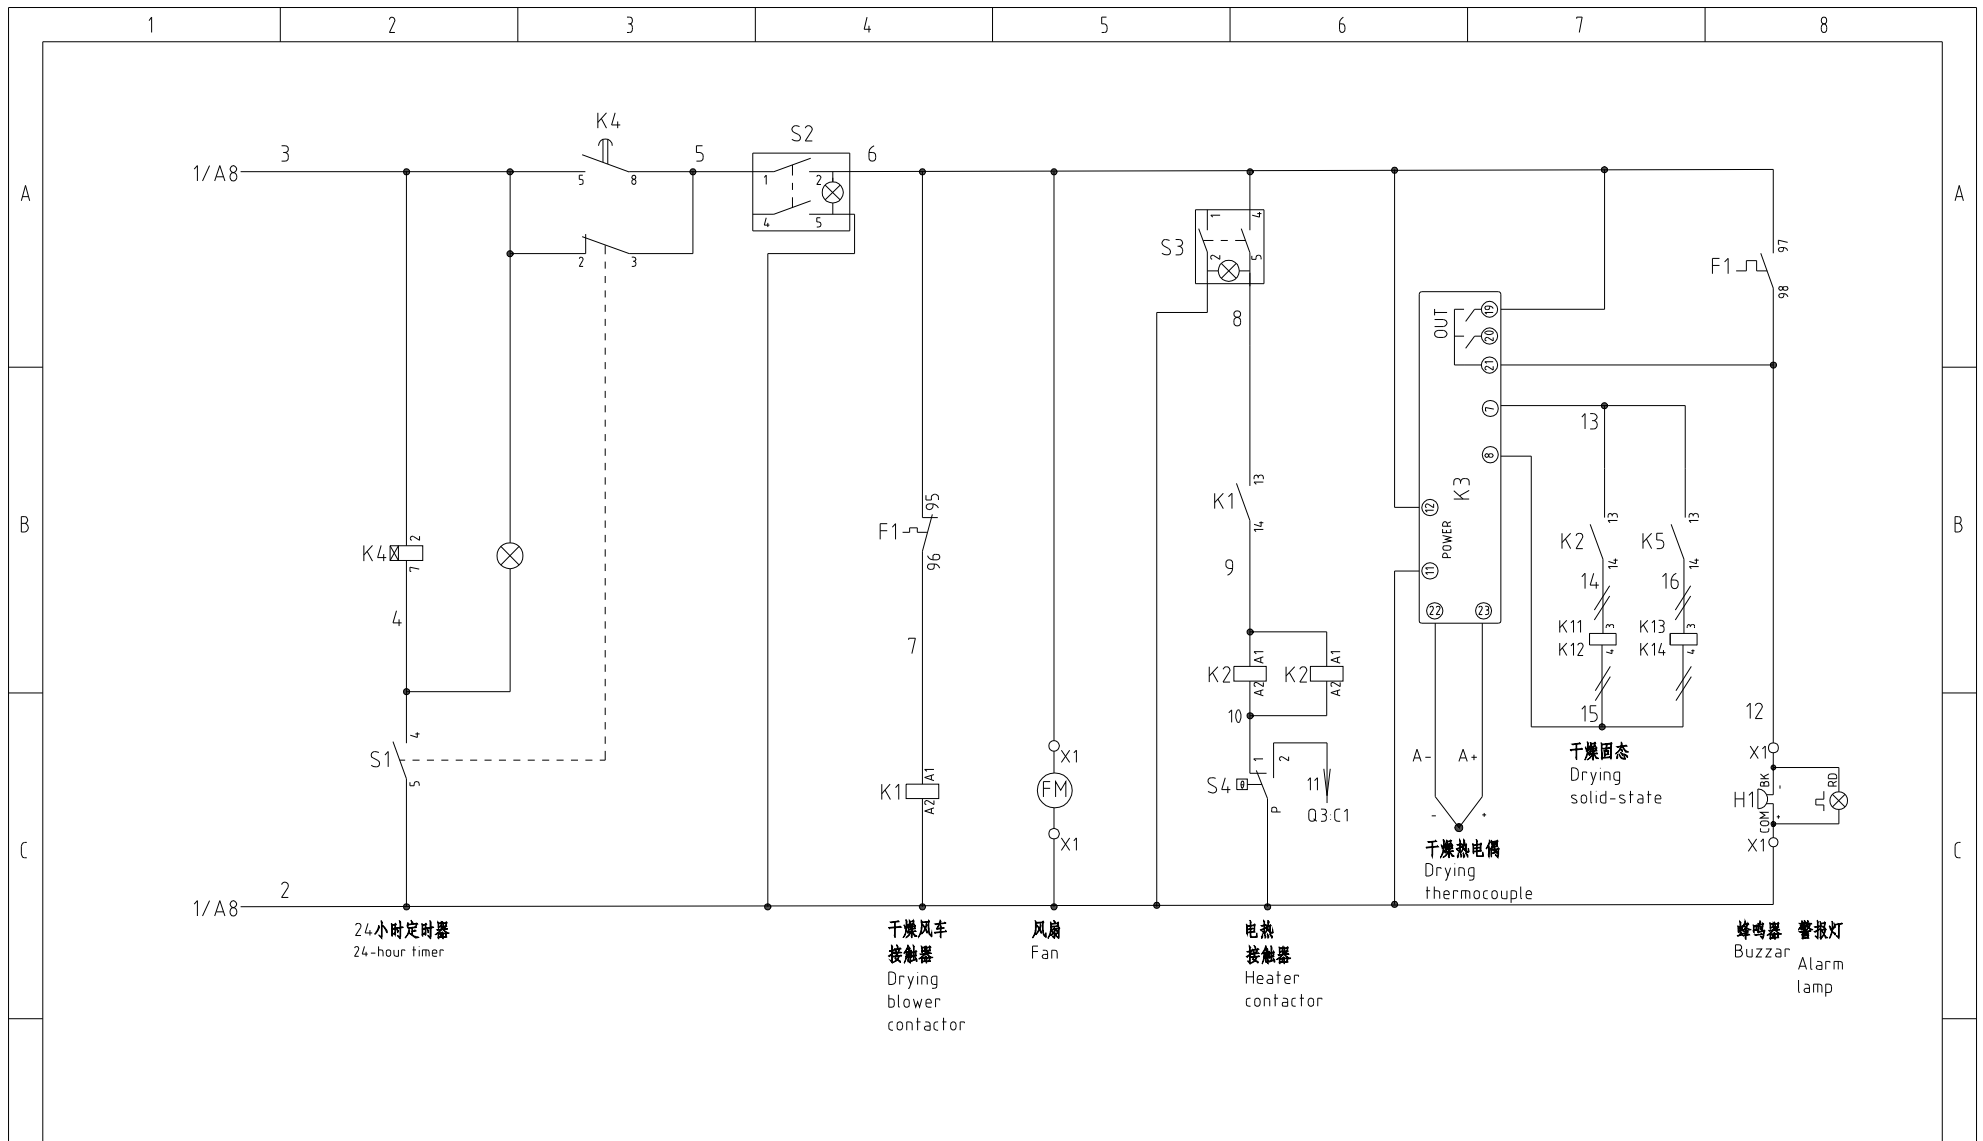 1 2 3 4 5 6 7 8
K4
S2
3 5 6
1/A8
5 8 1 2
A A
4 5
1 4
S3
2 3
2 5
97
F1
98
8
OUT
19
20
21
7
13
8
K3
12
POWER
11
22 23
95
F1
96
13
K1
14
9
B B
K4
2
7
4
13
K2
14
14
13
K5
14
16
K11
K12
3
4
K13
K14
3
4
7
K2
A1
A2
K2
A1
A2
10
15
12
S1
4
5
K1
A1
A2
X1
FM
X1
S4
θ
1
2
P
11
Q3:C1
A- A+
- +
干燥固态
Drying
solid-state
X1
H1
BK
-
COM
+
RD
X1
C C
干燥热电偶
Drying
thermocouple
2
1/A8
24小时定时器
24-hour timer
干燥风车
接触器
Drying
blower
contactor
风扇
Fan
电热
接触器
Heater
contactor
蜂鸣器
Buzzar
警报灯
Alarm
lamp